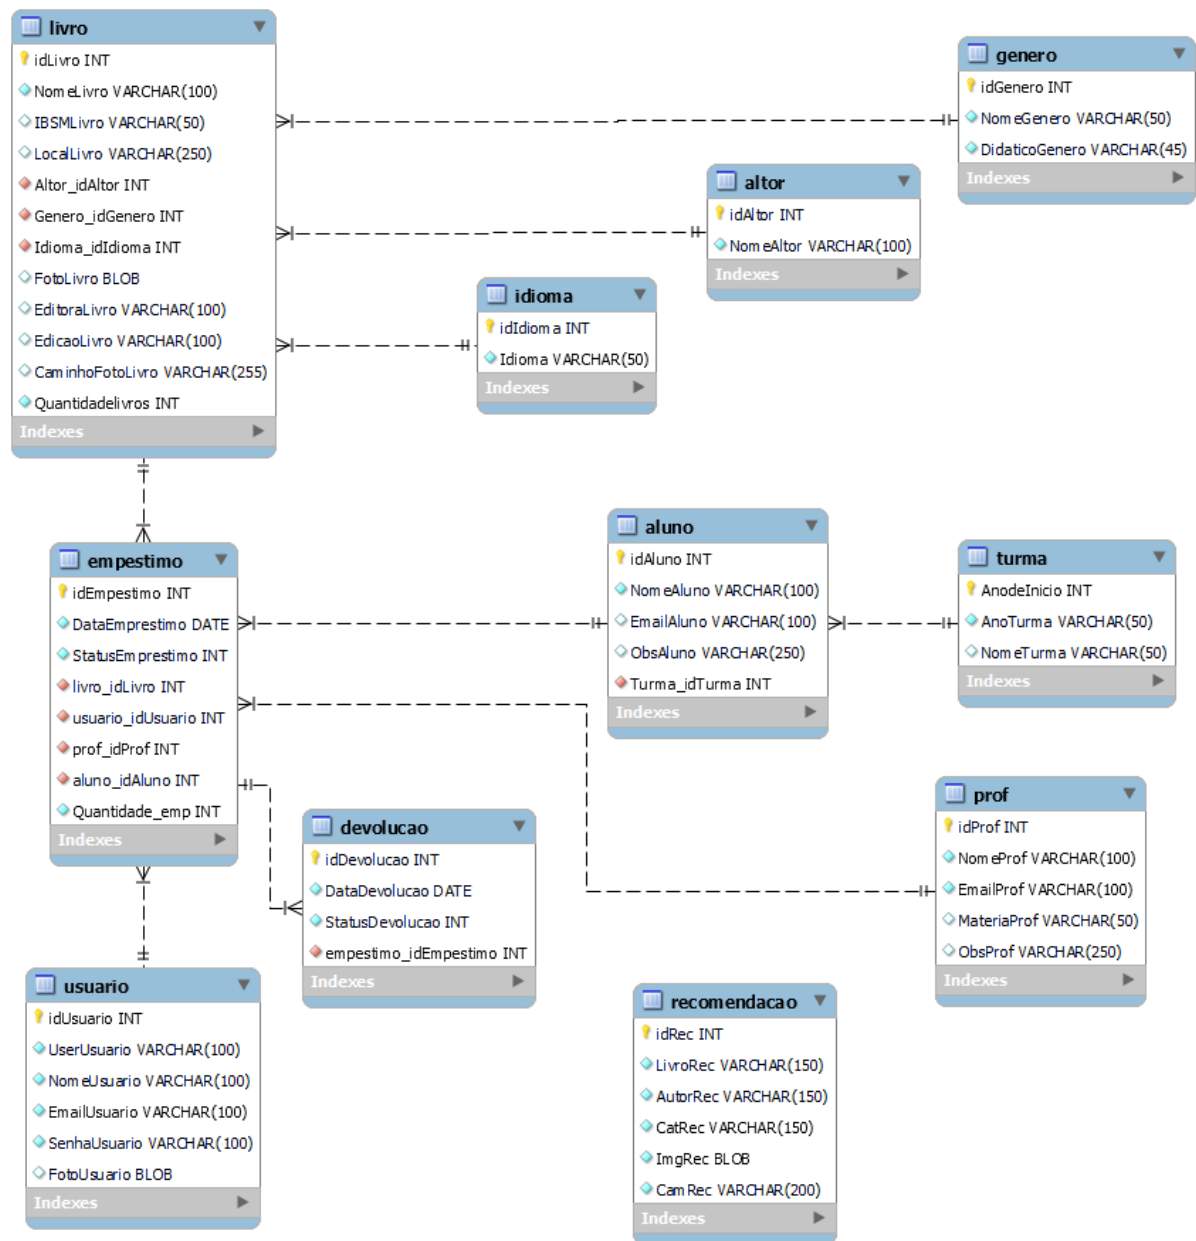 livro
idLivro INT
NomeLivro VARCHAR(100)
IBSMLivro VARCHAR(50)
LocalLivro VARCHAR(250)
Altor_idAltor INT
Genero_idGenero INT
Idioma_idIdioma INT
FotoLivro BLOB
EditoraLivro VARCHAR(100)
EdicaoLivro VARCHAR(100)
CaminhoFotoLivro VARCHAR(255)
Quantidadelivros INT
Indexes
genero
idGenero INT
NomeGenero VARCHAR(50)
DidaticoGenero VARCHAR(45)
Indexes
altor
idAltor INT
NomeAltor VARCHAR(100)
Indexes
idioma
idIdioma INT
Idioma VARCHAR(50)
Indexes
empestimo
idEmpestimo INT
DataEmprestimo DATE
StatusEmprestimo INT
livro_idLivro INT
usuario_idUsuario INT
prof_idProf INT
aluno_idAluno INT
Quantidade_emp INT
Indexes
aluno
idAluno INT
NomeAluno VARCHAR(100)
EmailAluno VARCHAR(100)
ObsAluno VARCHAR(250)
Turma_idTurma INT
Indexes
turma
AnodeInicio INT
AnoTurma VARCHAR(50)
NomeTurma VARCHAR(50)
Indexes
prof
idProf INT
NomeProf VARCHAR(100)
EmailProf VARCHAR(100)
MateriaProf VARCHAR(50)
ObsProf VARCHAR(250)
Indexes
devolucao
idDevolucao INT
DataDevolucao DATE
StatusDevolucao INT
empestimo_idEmpestimo INT
Indexes
usuario
idUsuario INT
UserUsuario VARCHAR(100)
NomeUsuario VARCHAR(100)
EmailUsuario VARCHAR(100)
SenhaUsuario VARCHAR(100)
FotoUsuario BLOB
Indexes
recomendacao
idRec INT
LivroRec VARCHAR(150)
AutorRec VARCHAR(150)
CatRec VARCHAR(150)
ImgRec BLOB
CamRec VARCHAR(200)
Indexes